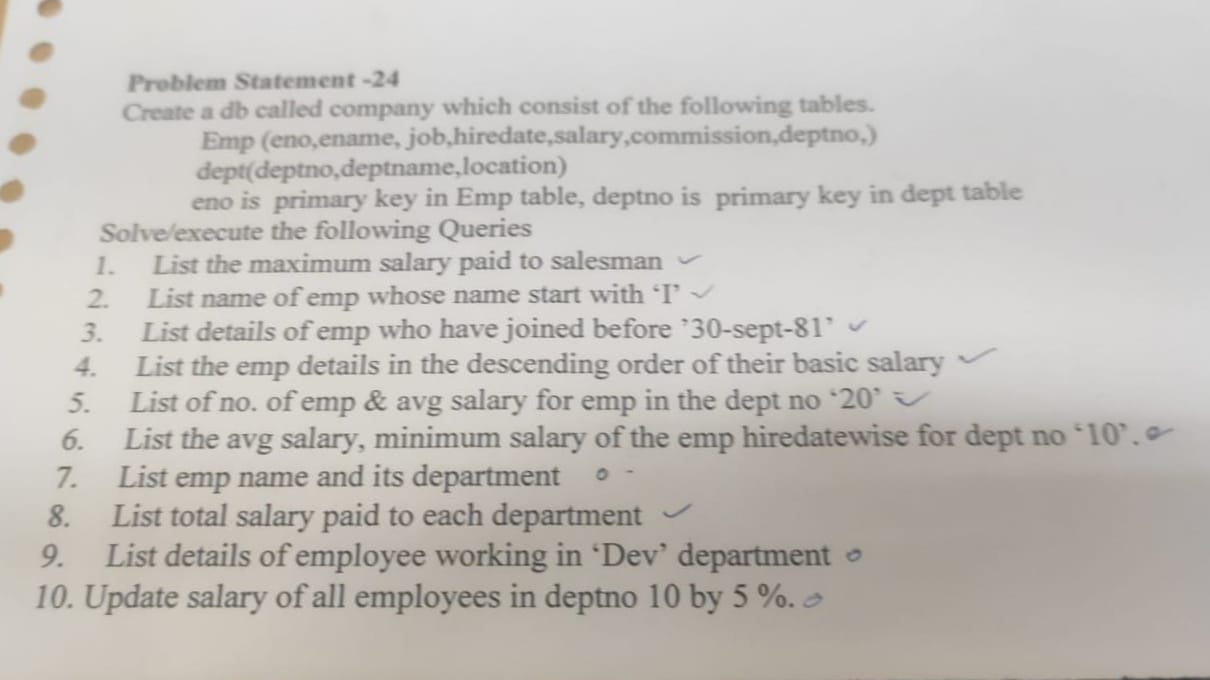 Problem Statement -24
Create a db called company which consist of the following tables.
Emp (eno,ename, job,hiredate,salary,commission,deptno,)
dept(deptno,deptname,location)
eno is primary key in Emp table, deptno is primary key in dept table
Solve/execute the following Queries
1. List the maximum salary paid to salesman
2. List name of emp whose name start with ‘I’
3. List details of emp who have joined before ’30-sept-81’
4. List the emp details in the descending order of their basic salary
5. List of no. of emp & avg salary for emp in the dept no ‘20’
6. List the avg salary, minimum salary of the emp hiredatewise for dept no ‘10’.
7. List emp name and its department
8. List total salary paid to each department
9. List details of employee working in ‘Dev’ department
10. Update salary of all employees in deptno 10 by 5 %.